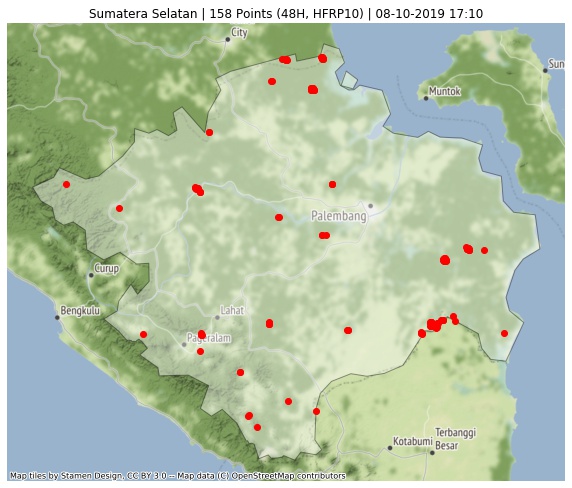 Sumatera Selatan | 158 Points (48H, HFRP10) | 08-10-2019 17:10
City
Sun
Muntok
Palembang
Curup
Bengkulu
Lahat
Pageralam
Terbanggi
Besar
Kotabumi
Map tiles by Stamen Design, CC BY 3.0 -- Map data (C) OpenStreetMap contributors